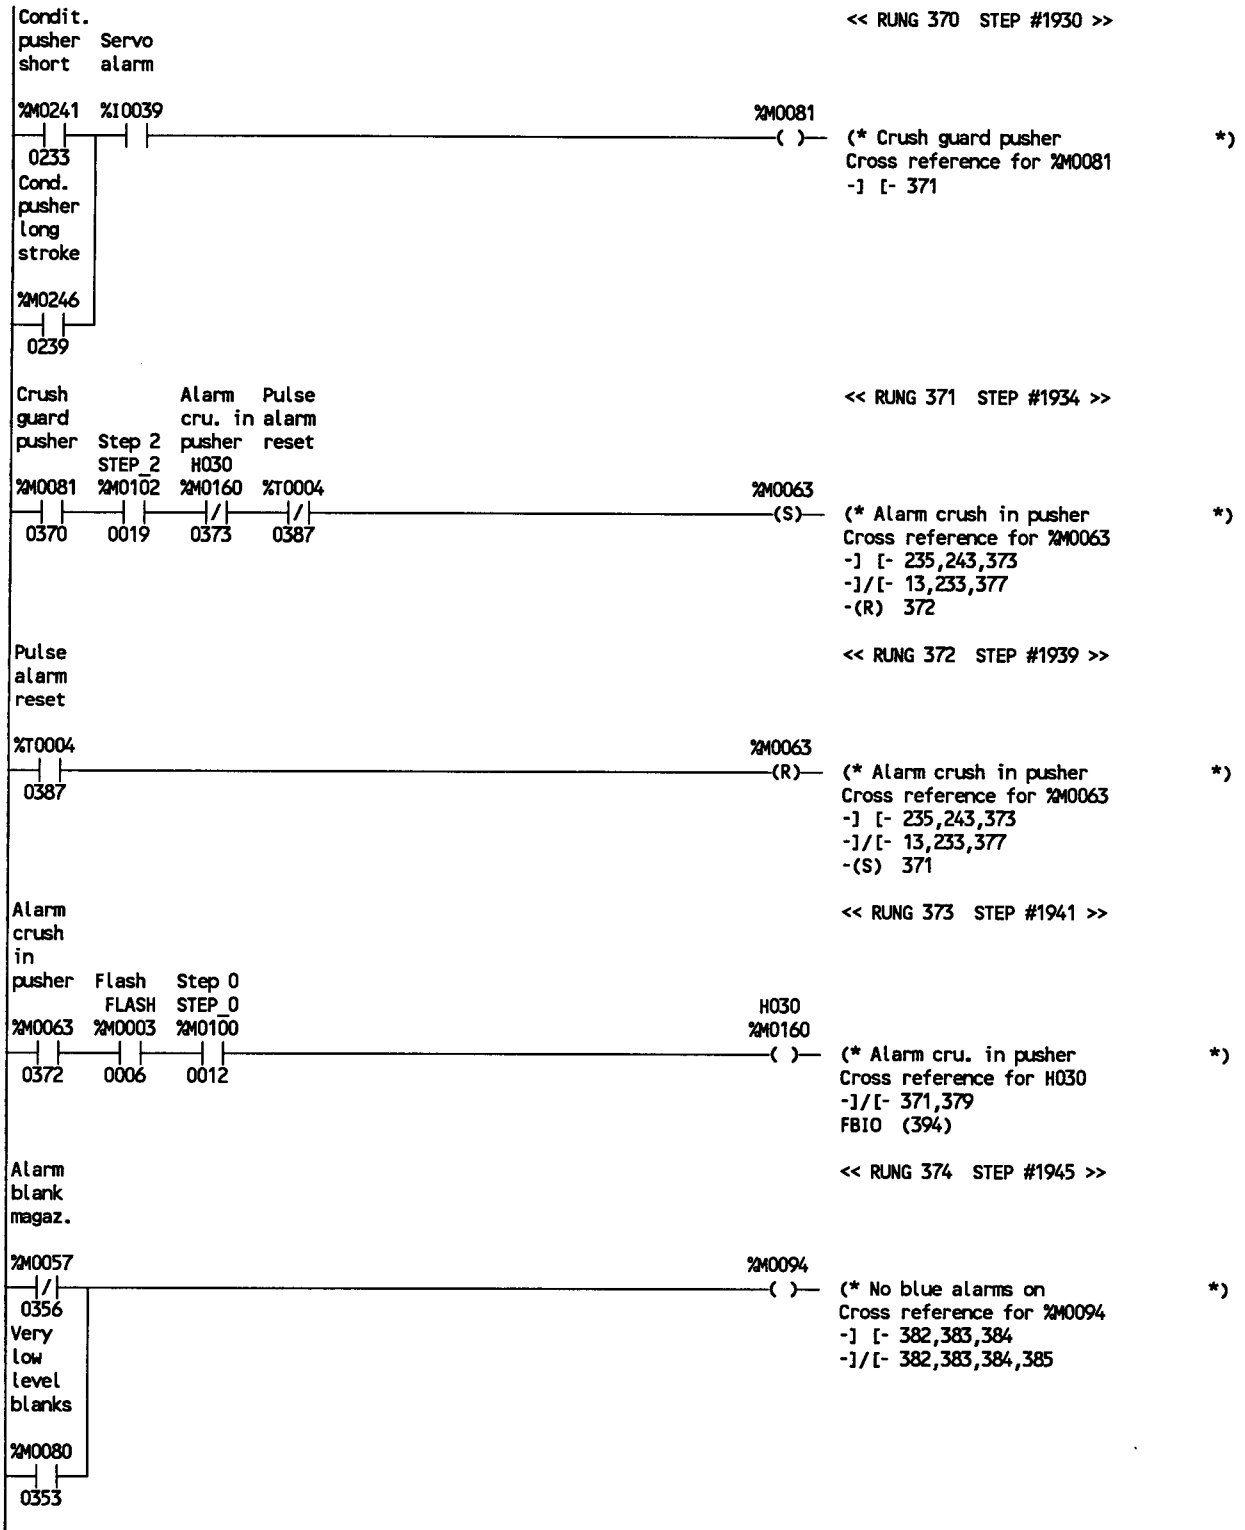 Condit. << RUNG 370 STEP #1930 >>
pusher Servo
short alarm
%M0241 %I0039 %M0081
-( )- (* Crush guard pusher *)
0233 Cross reference for %M0081
Cond. -] [- 371
pusher
long
stroke
%M0246
0239
Crush Alarm Pulse << RUNG 371 STEP #1934 >>
guard cru. in alarm
pusher Step 2 pusher reset
STEP_2 H030
%M0081 %M0102 %M0160 %T0004 %M0063
-(S)- (* Alarm crush in pusher *)
0370 0019 0373 0387 Cross reference for %M0063
-] [- 235,243,373
-]/[- 13,233,377
-(R) 372
Pulse << RUNG 372 STEP #1939 >>
alarm
reset
%T0004 %M0063
-(R)- (* Alarm crush in pusher *)
0387 Cross reference for %M0063
-] [- 235,243,373
-]/[- 13,233,377
-(S) 371
Alarm << RUNG 373 STEP #1941 >>
crush
in
pusher Flash Step 0
FLASH STEP_0 H030
%M0063 %M0003 %M0100 %M0160
-( )- (* Alarm cru. in pusher *)
0372 0006 0012 Cross reference for H030
-]/[- 371,379
FBIO (394)
Alarm << RUNG 374 STEP #1945 >>
blank
magaz.
%M0057 %M0094
-( )- (* No blue alarms on *)
0356 Cross reference for %M0094
Very -] [- 382,383,384
low -]/[- 382,383,384,385
level
blanks
%M0080
0353